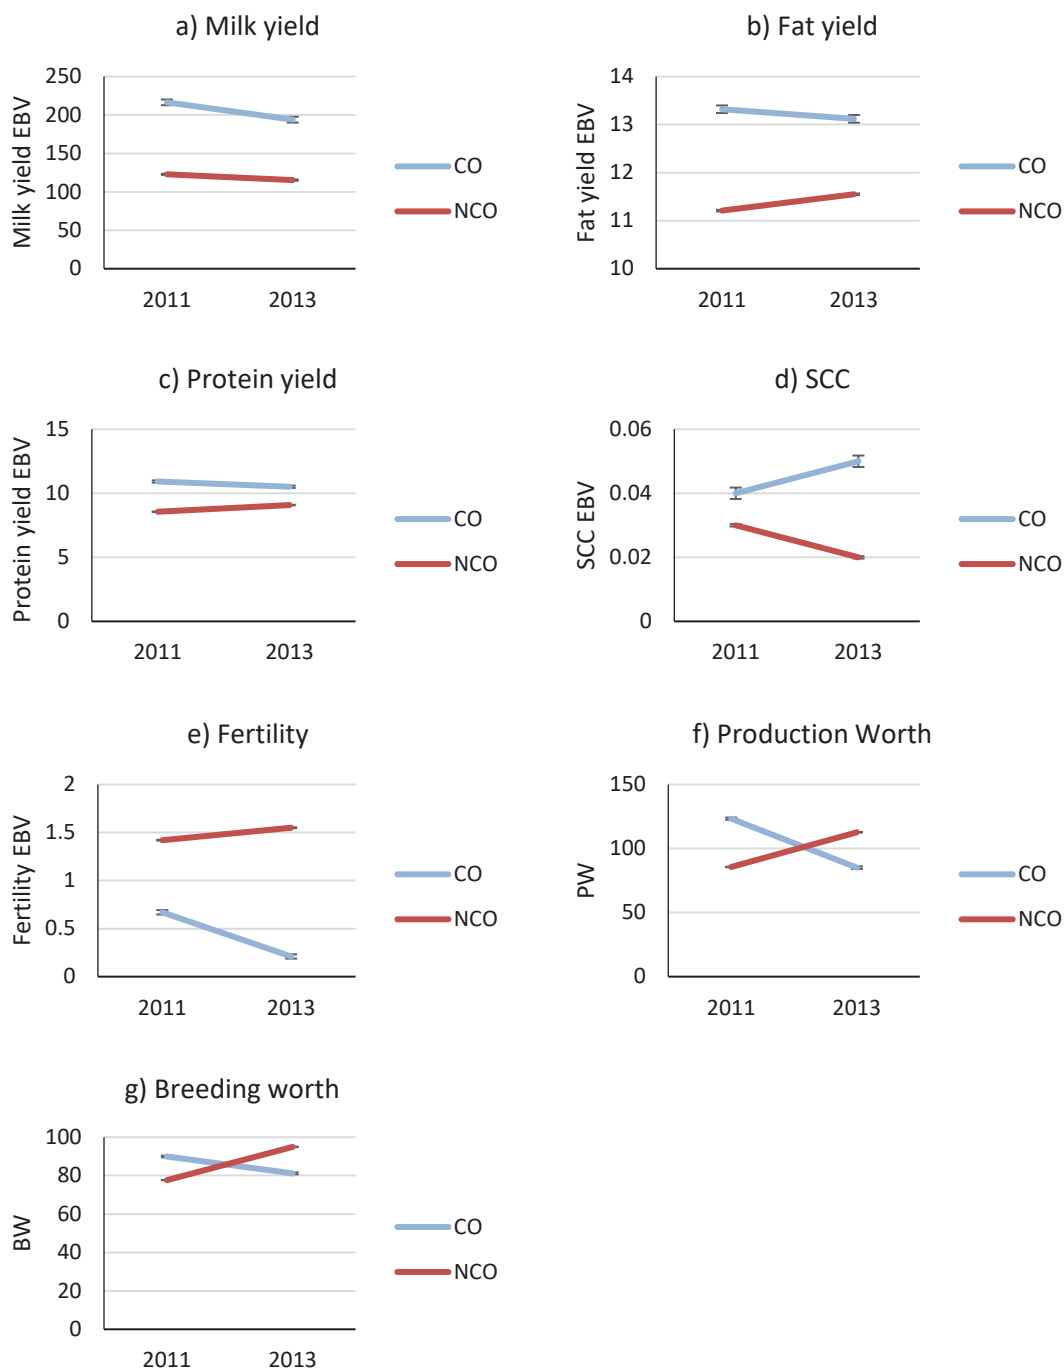 a) Milk yield
Milk yield EBV
250
200
150
100
50
0
2011 2013
CO
NCO
b) Fat yield
Fat yield EBV
14
13
12
11
10
2011 2013
CO
NCO
c) Protein yield
Protein yield EBV
15
10
5
0
2011 2013
CO
NCO
d) SCC
SCC EBV
0.06
0.04
0.02
0
2011 2013
CO
NCO
e) Fertility
Fertility EBV
2
1.5
1
0.5
0
2011 2013
CO
NCO
f) Production Worth
PW
150
100
50
0
2011 2013
CO
NCO
g) Breeding worth
BW
100
80
60
40
20
0
2011 2013
CO
NCO